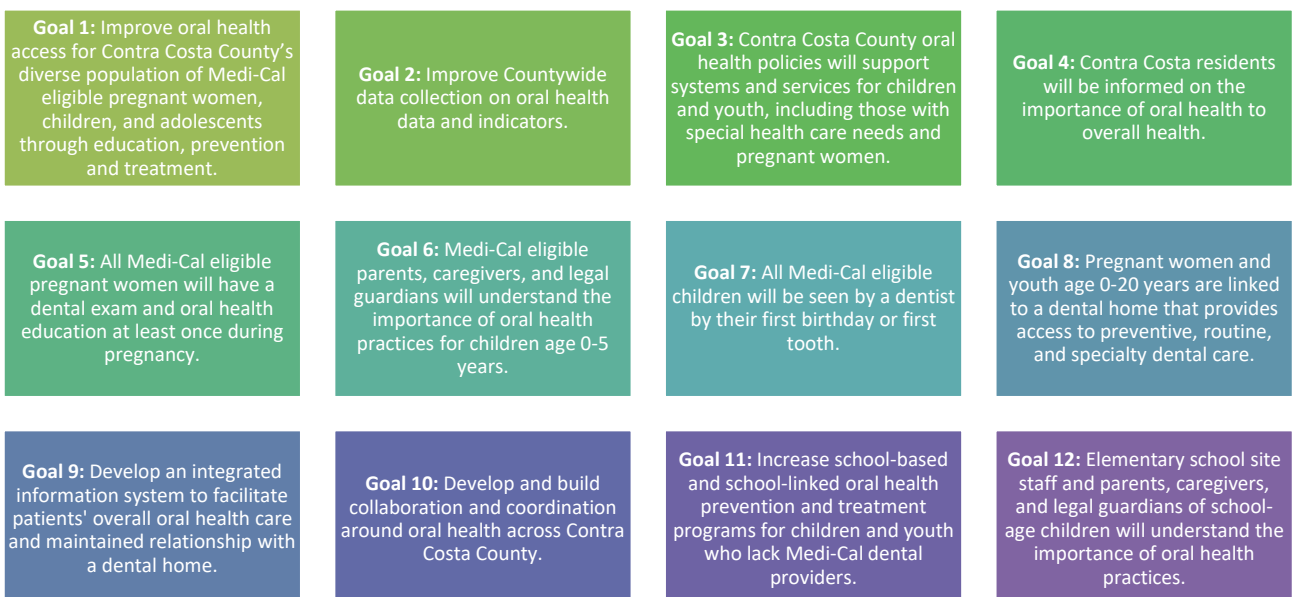 Goal 1: Improve oral health
access for Contra Costa County's
diverse population of Medi-Cal
eligible pregnant women,
children, and adolescents
through education, prevention
and treatment.
Goal 2: Improve Countywide
data collection on oral health
data and indicators.
Goal 3: Contra Costa County oral
health policies will support
systems and services for children
and youth, including those with
special health care needs and
pregnant women.
Goal 4: Contra Costa residents
will be informed on the
importance of oral health to
overall health.
Goal 5: All Medi-Cal eligible
pregnant women will have a
dental exam and oral health
education at least once during
pregnancy.
Goal 6: Medi-Cal eligible
parents, caregivers, and legal
guardians will understand the
importance of oral health
practices for children age 0-5
years.
Goal 7: All Medi-Cal eligible
children will be seen by a dentist
by their first birthday or first
tooth.
Goal 8: Pregnant women and
youth age 0-20 years are linked
to a dental home that provides
access to preventive, routine,
and specialty dental care.
Goal 9: Develop an integrated
information system to facilitate
patients' overall oral health care
and maintained relationship with
a dental home.
Goal 10: Develop and build
collaboration and coordination
around oral health across Contra
Costa County.
Goal 11: Increase school-based
and school-linked oral health
prevention and treatment
programs for children and youth
who lack Medi-Cal dental
providers.
Goal 12: Elementary school site
staff and parents, caregivers,
and legal guardians of school-
age children will understand the
importance of oral health
practices.